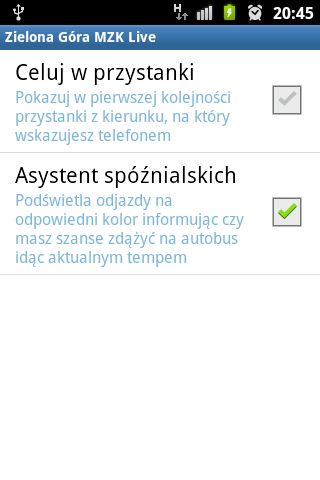 H 20:45
Zielona Góra MZK Live
Celuj w przystanki
Pokazuj w pierwszej kolejności
przystanki z kierunku, na który
wskazujesz telefonem
Asystent spóźnialskich
Podświetla odjazdy na
odpowiedni kolor informując czy
masz szanse zdążyć na autobus
idąc aktualnym tempem